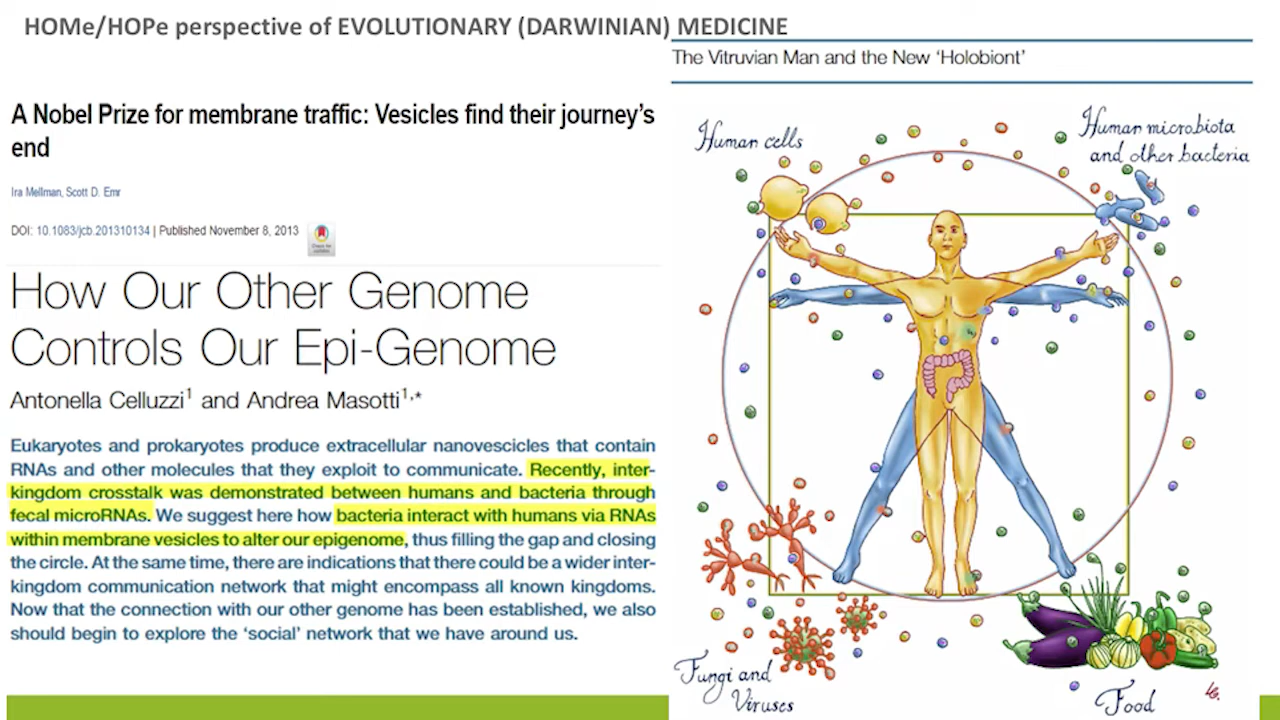 HOMe/HOPe perspective of EVOLUTIONARY (DARWINIAN) MEDICINE
A Nobel Prize for membrane traffic: Vesicles find their journey's
end
Ira Mellman, Scott D. Emr
DOI: 10.1083/jcb.201310134 | Published November 8, 2013
How Our Other Genome
Controls Our Epi-Genome
Antonella Celluzzi1 and Andrea Masotti1,*
Eukaryotes and prokaryotes produce extracellular nanovescicles that contain
RNAs and other molecules that they exploit to communicate. Recently, inter-
kingdom crosstalk was demonstrated between humans and bacteria through
fecal microRNAs. We suggest here how bacteria interact with humans via RNAs
within membrane vesicles to alter our epigenome, thus filling the gap and closing
the circle. At the same time, there are indications that there could be a wider inter-
kingdom communication network that might encompass all known kingdoms.
Now that the connection with our other genome has been established, we also
should begin to explore the 'social' network that we have around us.
The Vitruvian Man and the New 'Holobiont'
Human cells
Human microbiota
and other bacteria
Fungi and
Viruses
Food